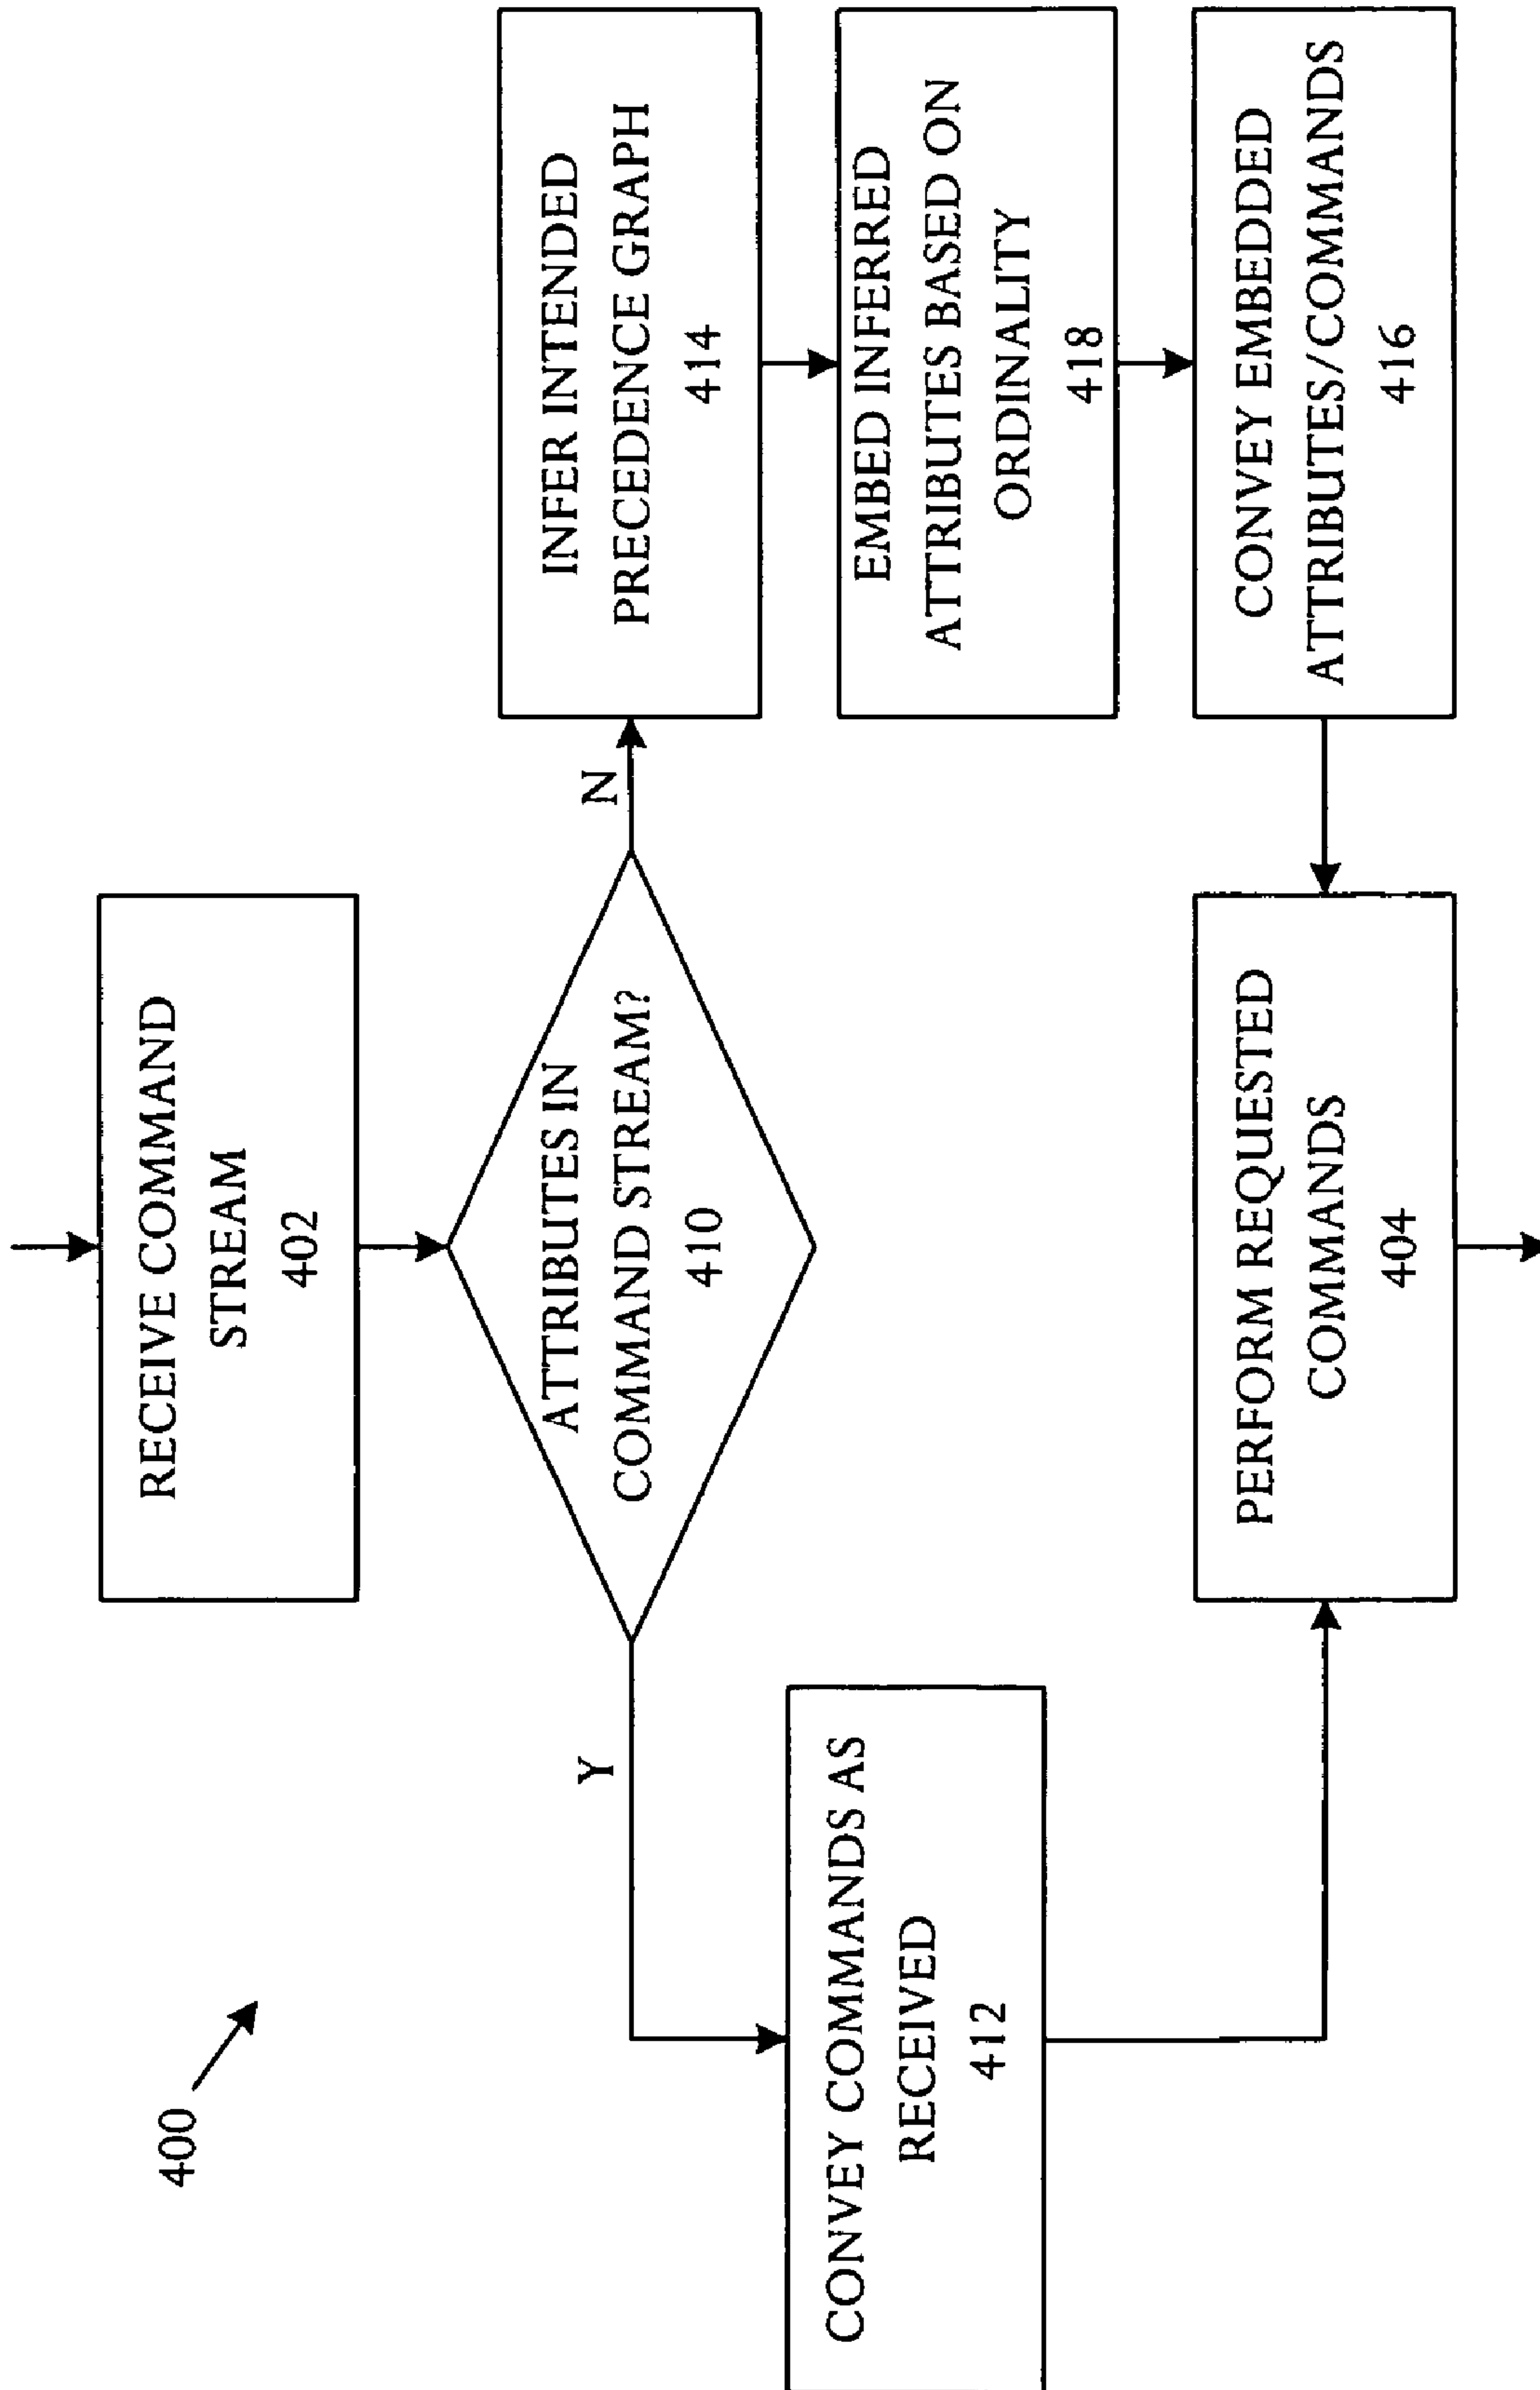 400
RECEIVE COMMAND
STREAM
402
ATTRIBUTES IN
COMMAND STREAM?
410
Y
N
CONVEY COMMANDS AS
RECEIVED
412
INFER INTENDED
PRECEDENCE GRAPH
414
EMBED INFERRED
ATTRIBUTES BASED ON
ORDINALITY
418
CONVEY EMBEDDED
ATTRIBUTES/COMMANDS
416
PERFORM REQUESTED
COMMANDS
404